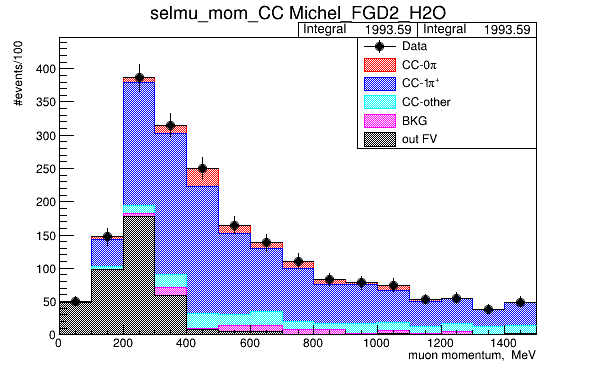 selmu_mom_CC Michel_FGD2_H2O
Integral 1993.59 Integral 1993.59
Data
CC-0π
CC-1π⁺
CC-other
BKG
out FV
#events/100
400
350
300
250
200
150
100
50
0
0 200 400 600 800 1000 1200 1400
muon momentum, MeV